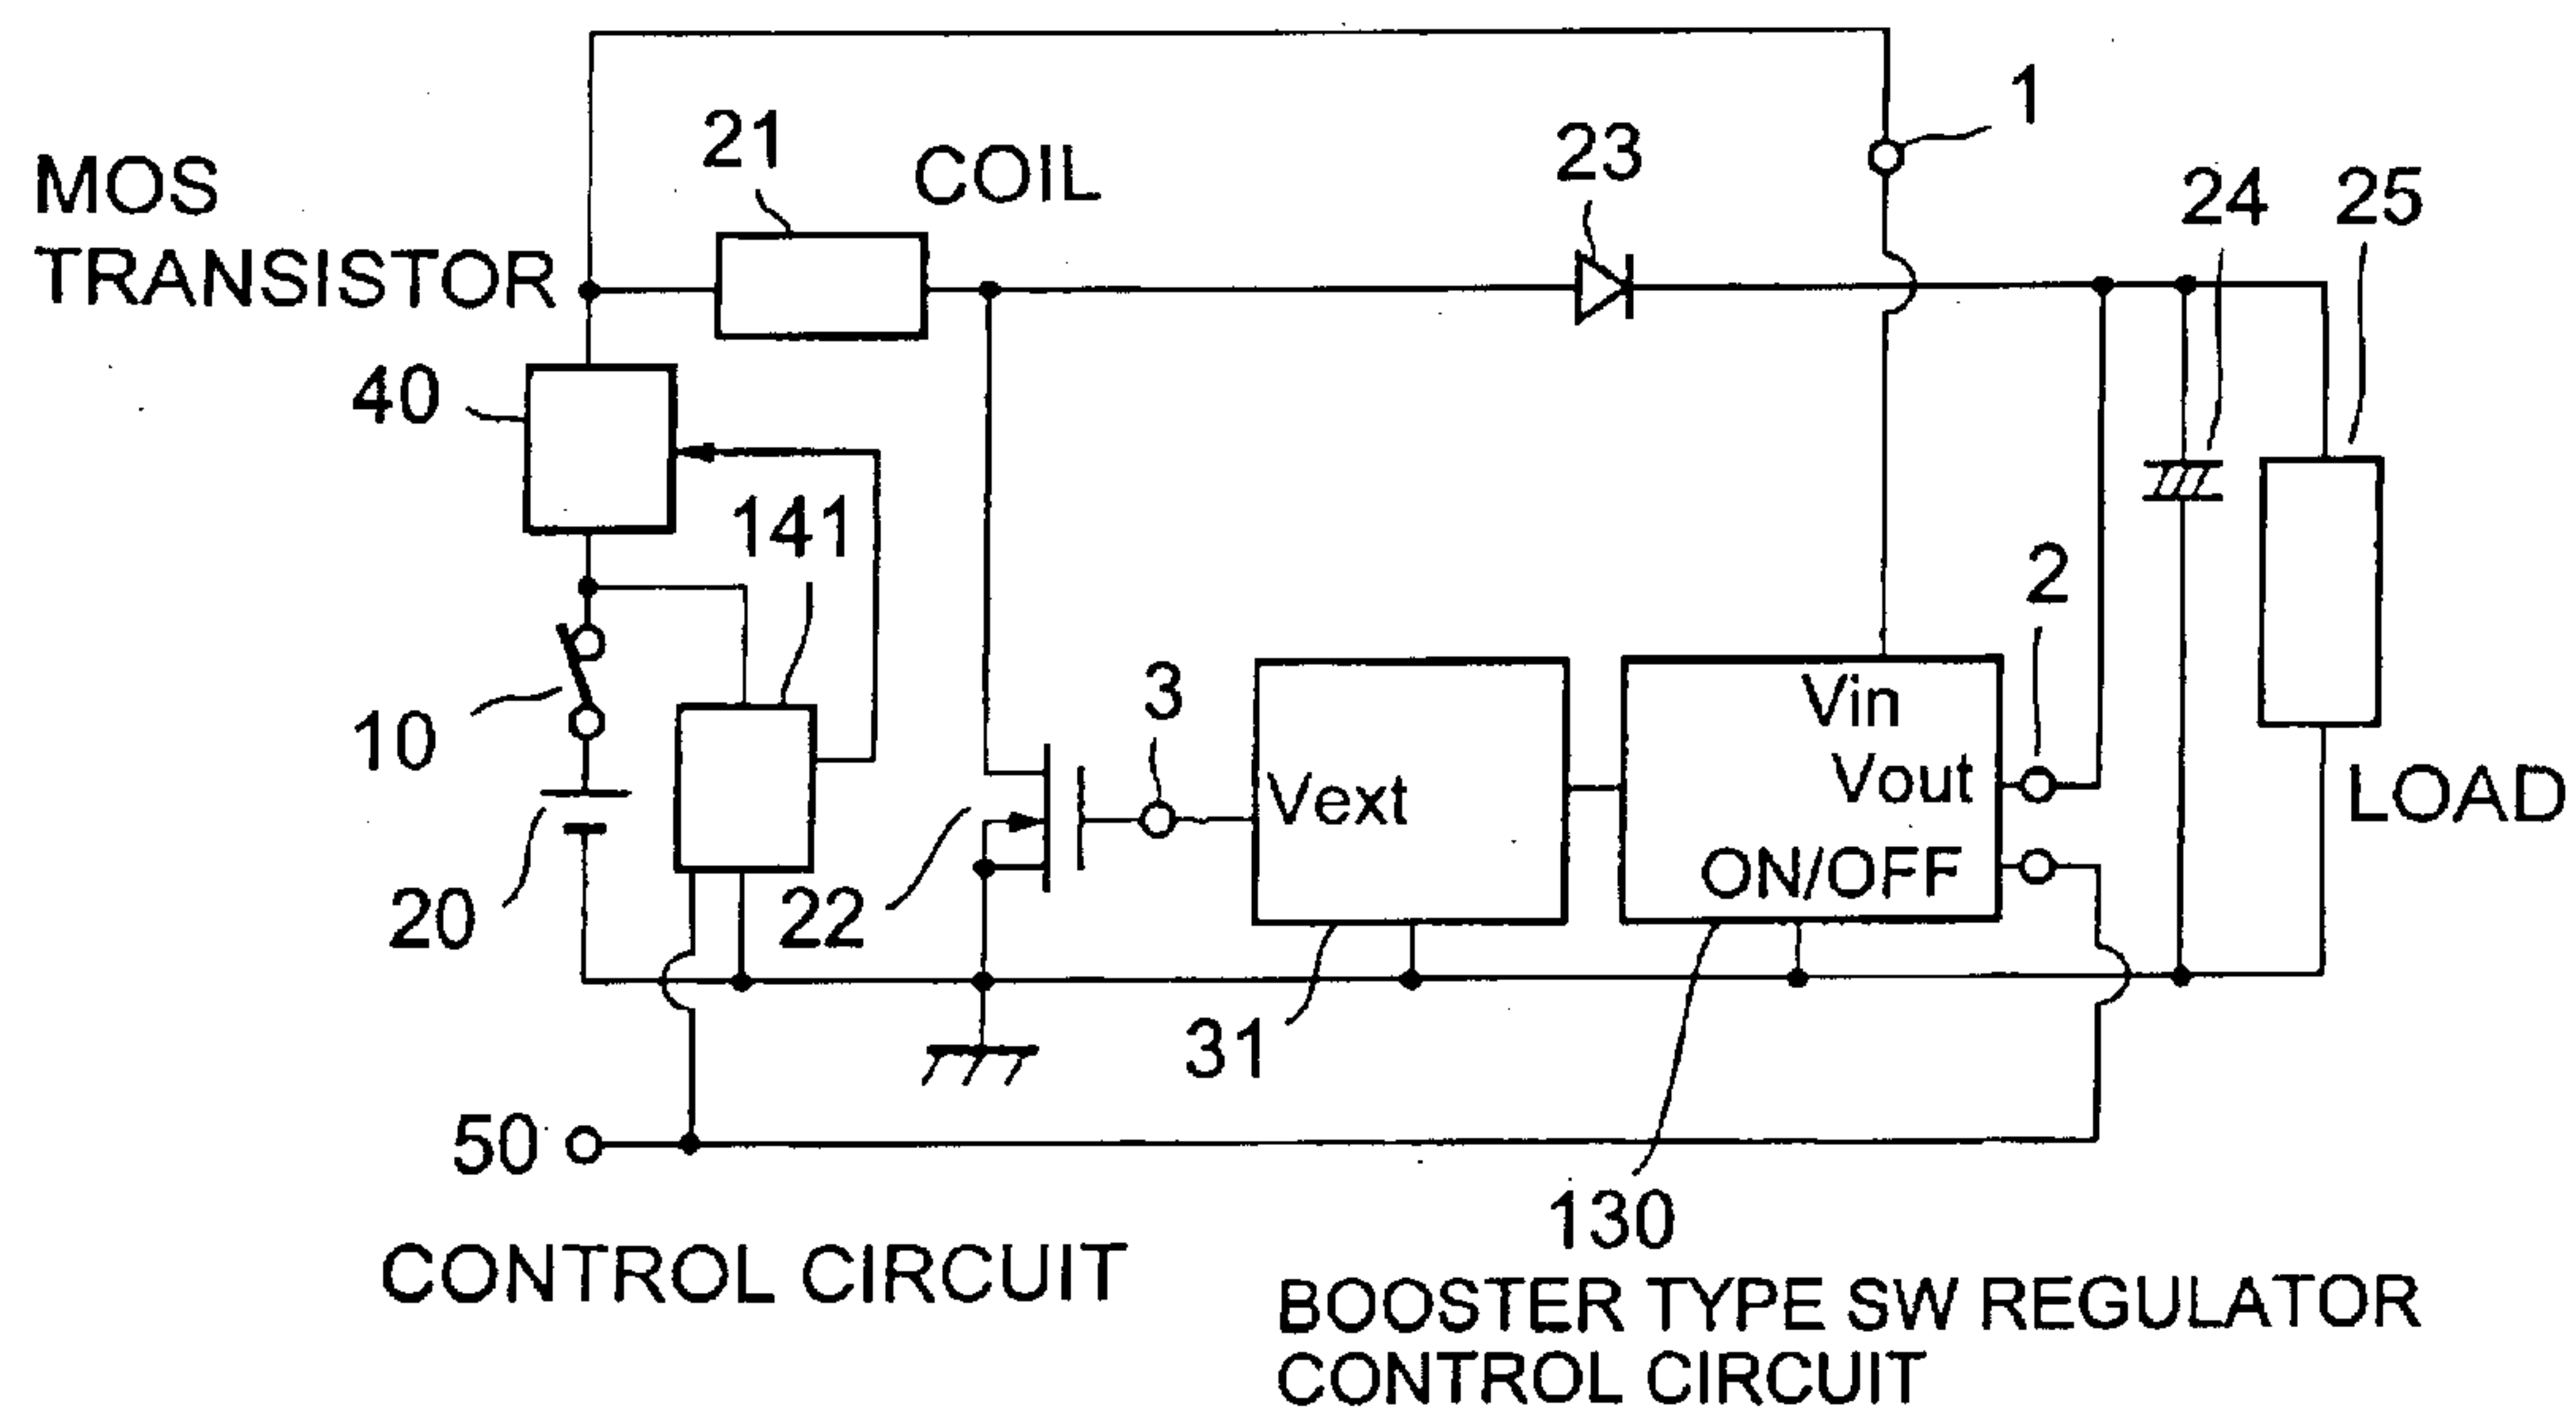 1
21
COIL
23
MOS
TRANSISTOR
24
25
40
141
2
3
Vin
10
Vext
Vout
LOAD
ON/OFF
20
22
31
50
130
CONTROL CIRCUIT
BOOSTER TYPE SW REGULATOR
CONTROL CIRCUIT